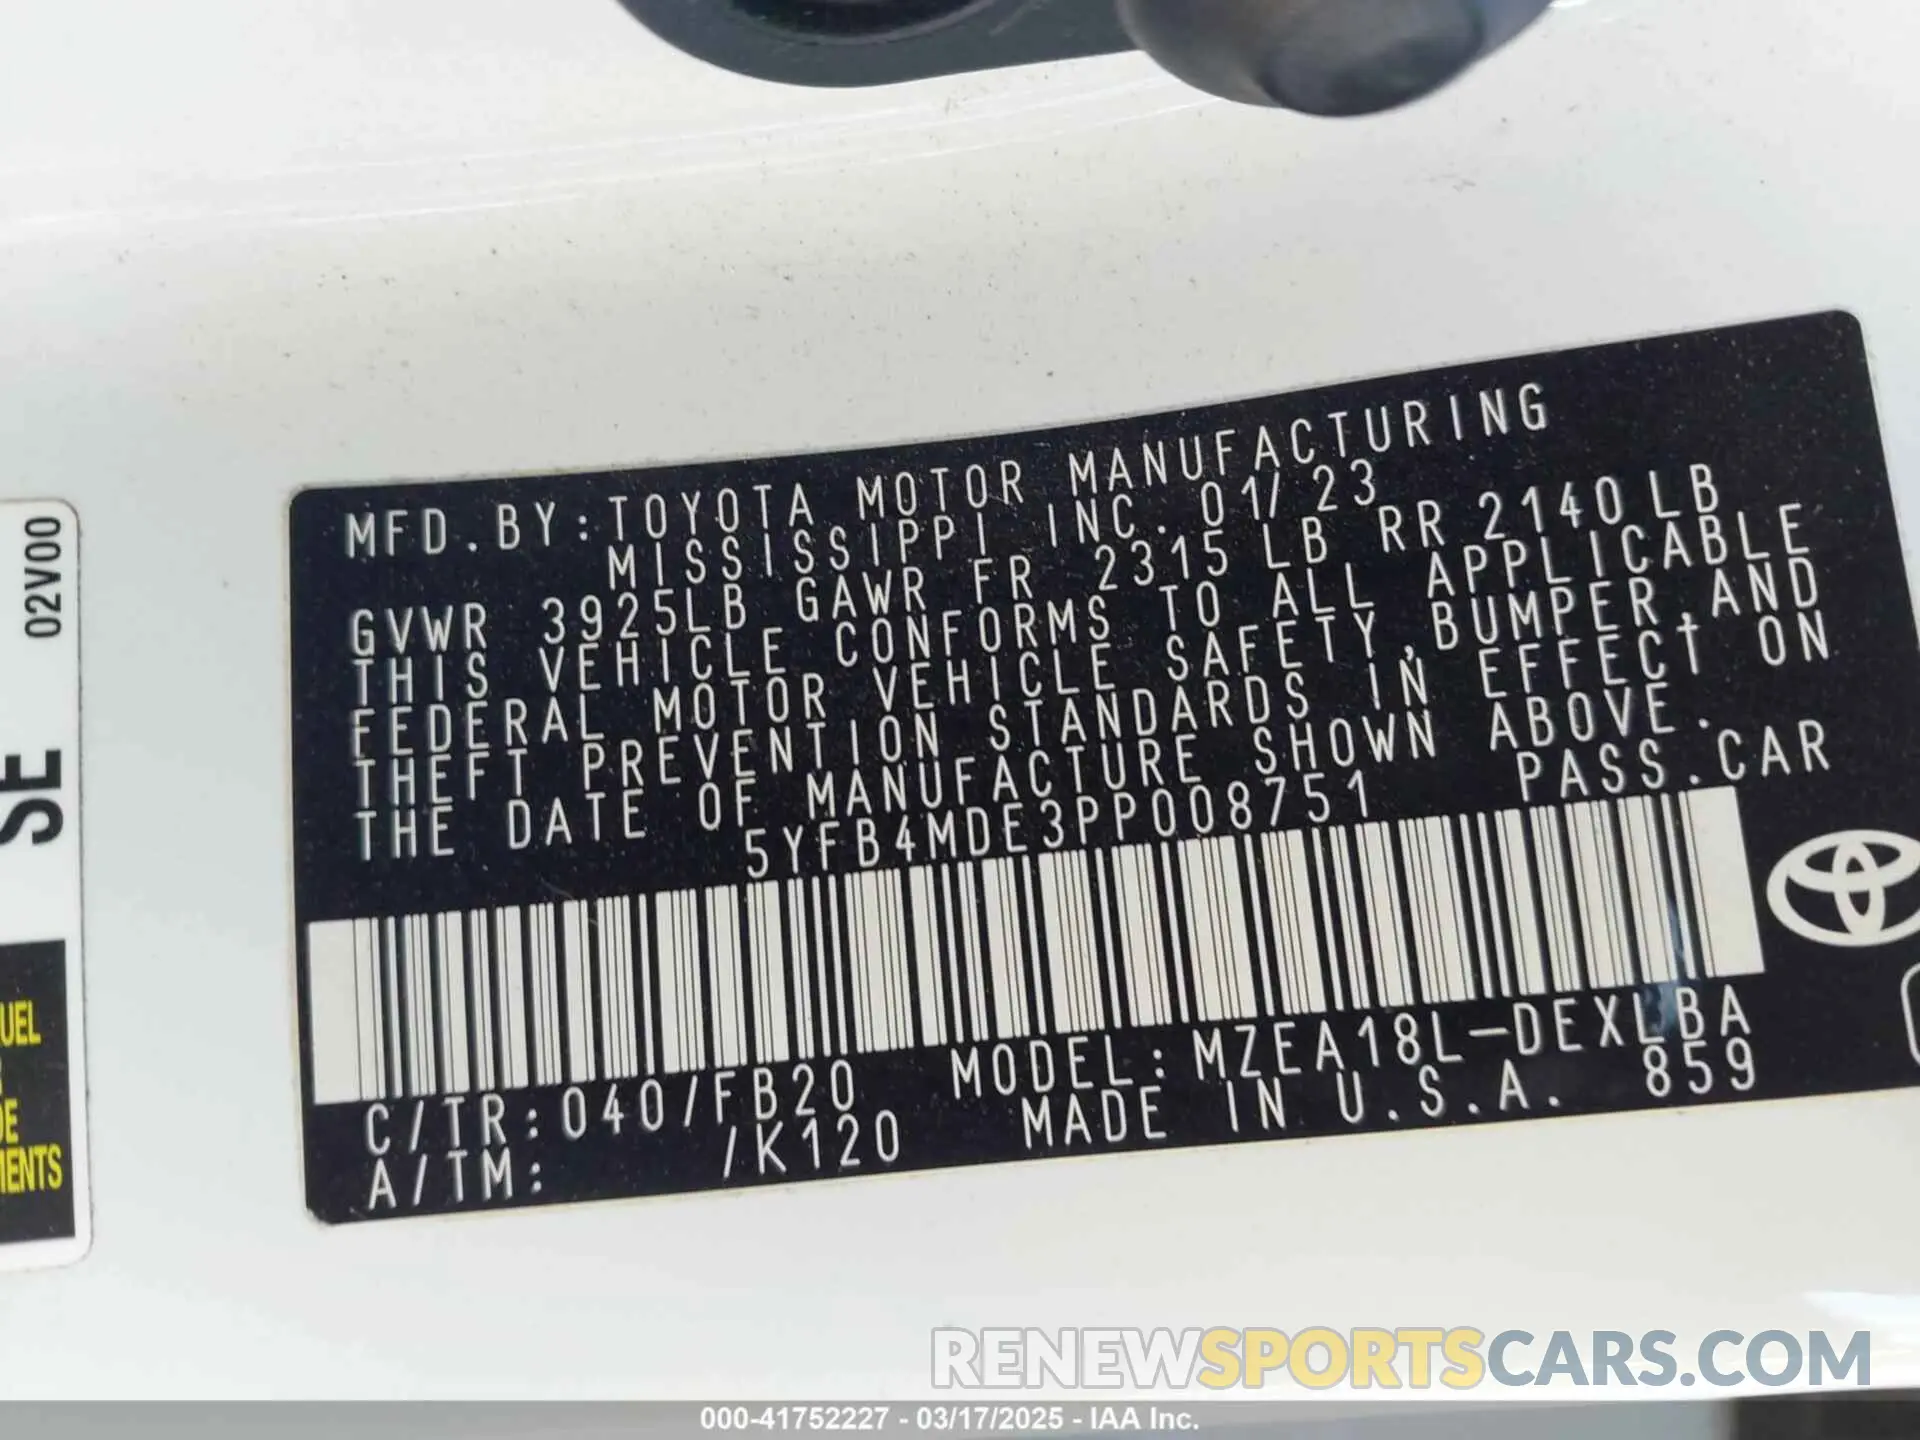 MFD.BY:TOYOTA MOTOR MANUFACTURING
MISSISSIPPI INC. 01/23
GVWR 3925LB GAWR FR 2315 LB RR 2140 LB
THIS VEHICLE CONFORMS TO ALL APPLICABLE
FEDERAL MOTOR VEHICLE SAFETY,BUMPER,AND
THEFT PREVENTION STANDARDS IN EFFECT ON
THE DATE OF MANUFACTURE SHOWN ABOVE.
5YFB4MDE3PP008751 PASS.CAR
C/TR:040/FB20 MODEL:MZEA18L-DEXLBA
A/TM: /K120 MADE IN U.S.A. 859
02V00
SE
UEL
DE
MENTS
RENEWSPORTSCARS.COM
000-41752227 - 03/17/2025 - IAA Inc.